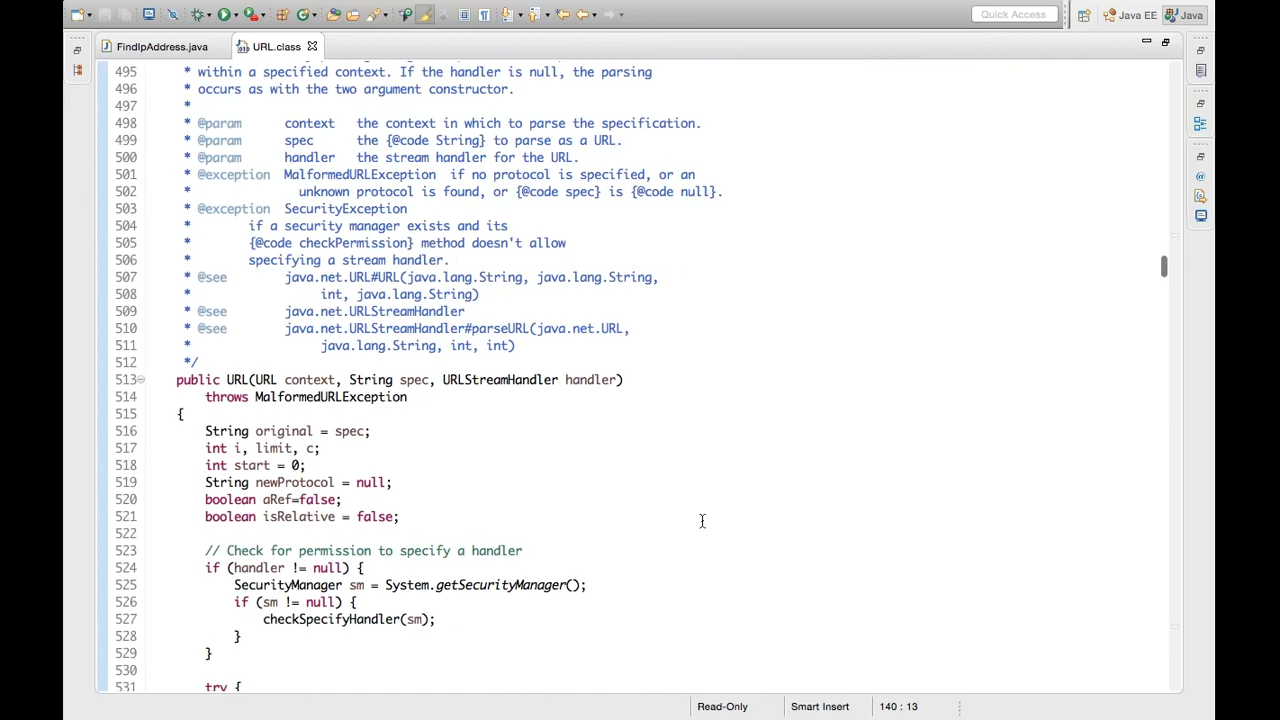 Quick Access
Java EE
Java
FindIpAddress.java
URL.class
495 * within a specified context. If the handler is null, the parsing
496 * occurs as with the two argument constructor.
497 *
498 * @param context the context in which to parse the specification.
499 * @param spec the {@code String} to parse as a URL.
500 * @param handler the stream handler for the URL.
501 * @exception MalformedURLException if no protocol is specified, or an
502 * unknown protocol is found, or {@code spec} is {@code null}.
503 * @exception SecurityException
504 * if a security manager exists and its
505 * {@code checkPermission} method doesn't allow
506 * specifying a stream handler.
507 * @see java.net.URL#URL(java.lang.String, java.lang.String,
508 * int, java.lang.String)
509 * @see java.net.URLStreamHandler
510 * @see java.net.URLStreamHandler#parseURL(java.net.URL,
511 * java.lang.String, int, int)
512 */
513 public URL(URL context, String spec, URLStreamHandler handler)
514 throws MalformedURLException
515 {
516 String original = spec;
517 int i, limit, c;
518 int start = 0;
519 String newProtocol = null;
520 boolean aRef=false;
521 boolean isRelative = false;
522
523 // Check for permission to specify a handler
524 if (handler != null) {
525 SecurityManager sm = System.getSecurityManager();
526 if (sm != null) {
527 checkSpecifyHandler(sm);
528 }
529 }
530
531 try {
Read-Only
Smart Insert
140 : 13